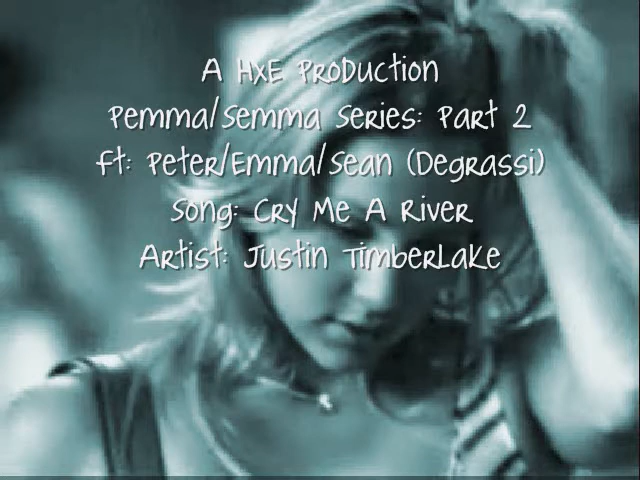 A HxE Production
Pemma/Semma Series: Part 2
ft: Peter/Emma/Sean (Degrassi)
Song: Cry Me A River
Artist: Justin Timberlake